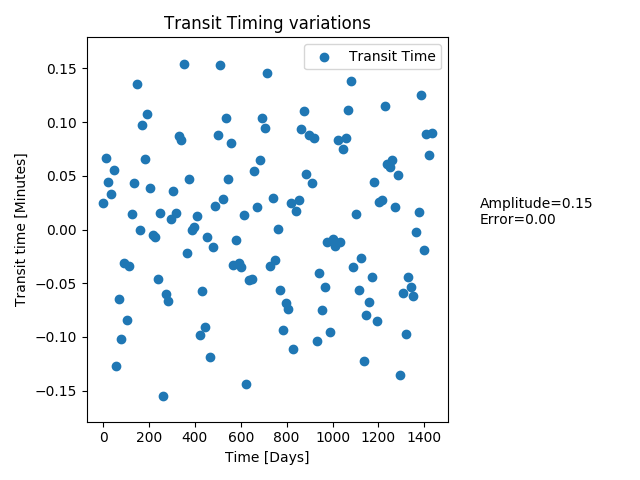 Transit Timing variations
Transit Time
0.15
0.10
0.05
0.00
−0.05
−0.10
−0.15
Transit time [Minutes]
0 200 400 600 800 1000 1200 1400
Time [Days]
Amplitude=0.15
Error=0.00